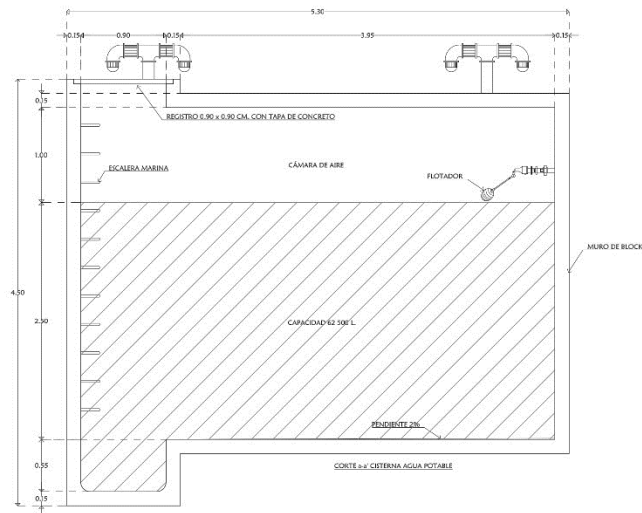 5.30
0.15 0.90 0.15 3.95 0.15
0.15
REGISTRO 0.90 x 0.90 CM. CON TAPA DE CONCRETO
1.00
ESCALERA MARINA
CÁMARA DE AIRE
FLOTADOR
MURO DE BLOCK
4.50
2.50
CAPACIDAD 62 500 L.
PENDIENTE 2%
0.55
CORTE a-a' CISTERNA AGUA POTABLE
0.15